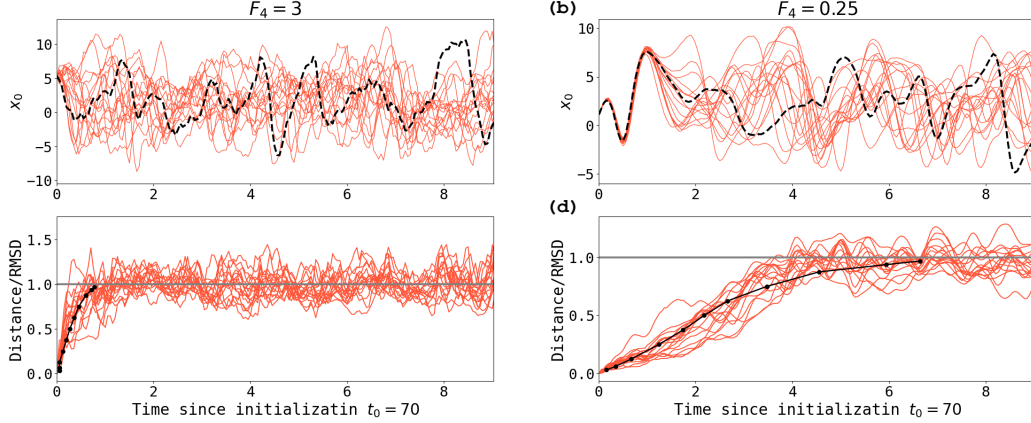 F₄ = 3
10
5
0
−5
−10
x₀
0 2 4 6 8
(b) F₄ = 0.25
10
5
0
−5
x₀
0 2 4 6 8
1.5
1.0
0.5
0.0
Distance/RMSD
0 2 4 6 8
Time since initializatin t₀ = 70
(d)
1.0
0.5
0.0
Distance/RMSD
0 2 4 6 8
Time since initializatin t₀ = 70